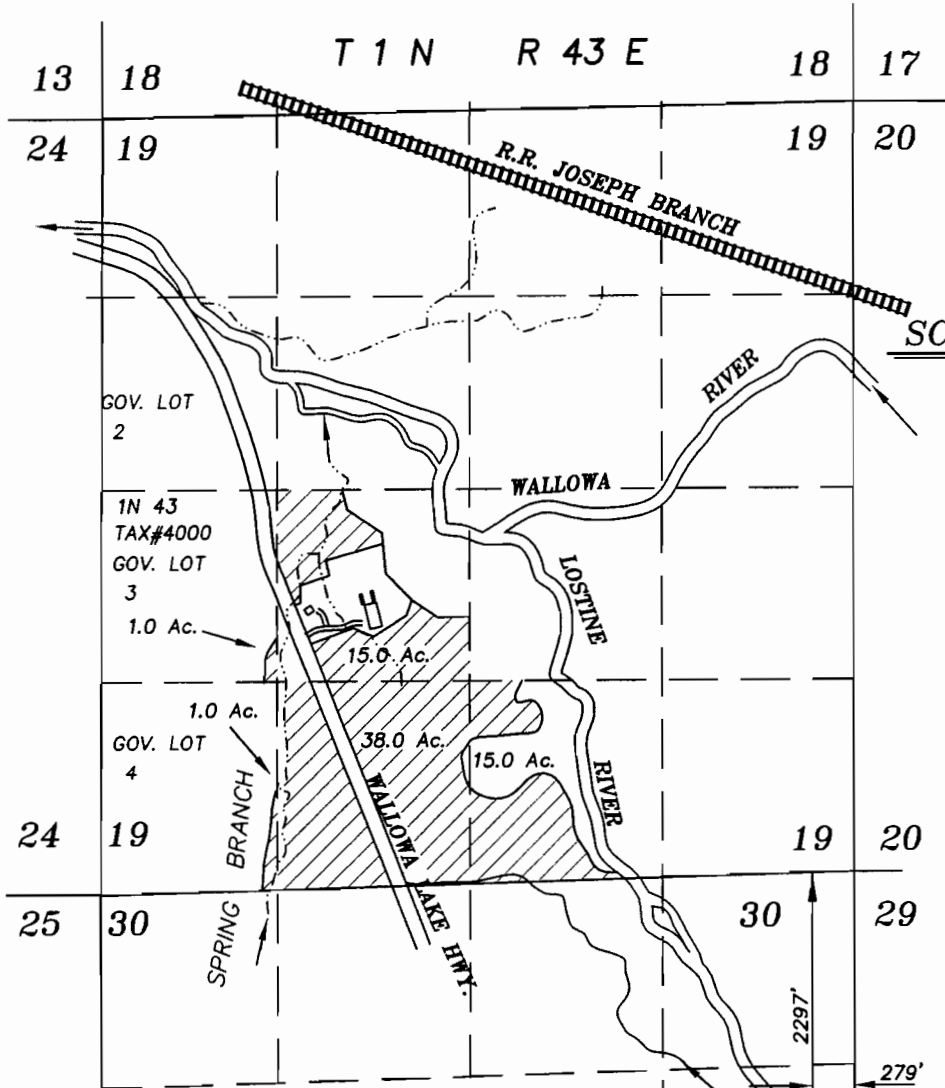 T 1 N R 43 E
13 18 18 17
24 19 19 20
R.R. JOSEPH BRANCH
SC
RIVER
GOV. LOT
2
WALLOWA
1N 43
TAX#4000
GOV. LOT
3
LOSTINE
1.0 Ac.
15.0 Ac.
1.0 Ac.
GOV. LOT
4
38.0 Ac.
15.0 Ac.
RIVER
WALLOWA LAKE HWY.
SPRING BRANCH
24 19 19 20
25 30 30 29
2297'
279'